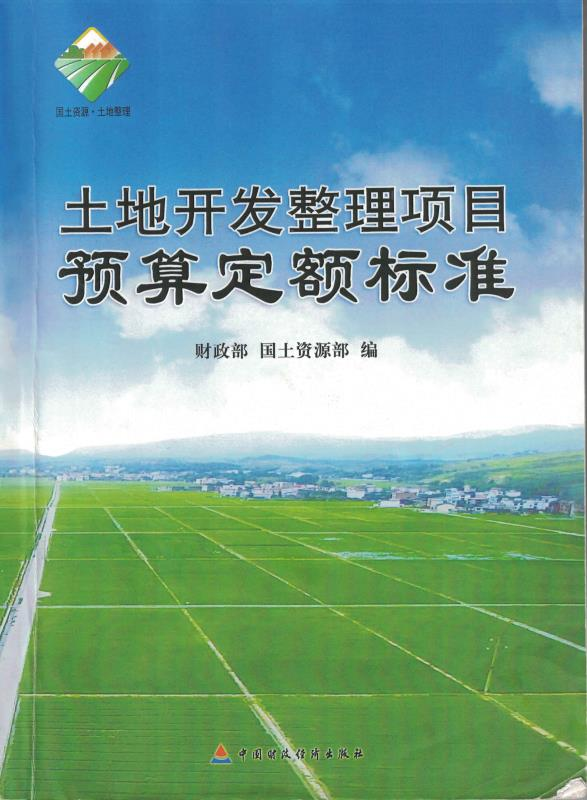 国土资源·土地整理
土地开发整理项目
预算定额标准
财政部 国土资源部 编
中国财政经济出版社